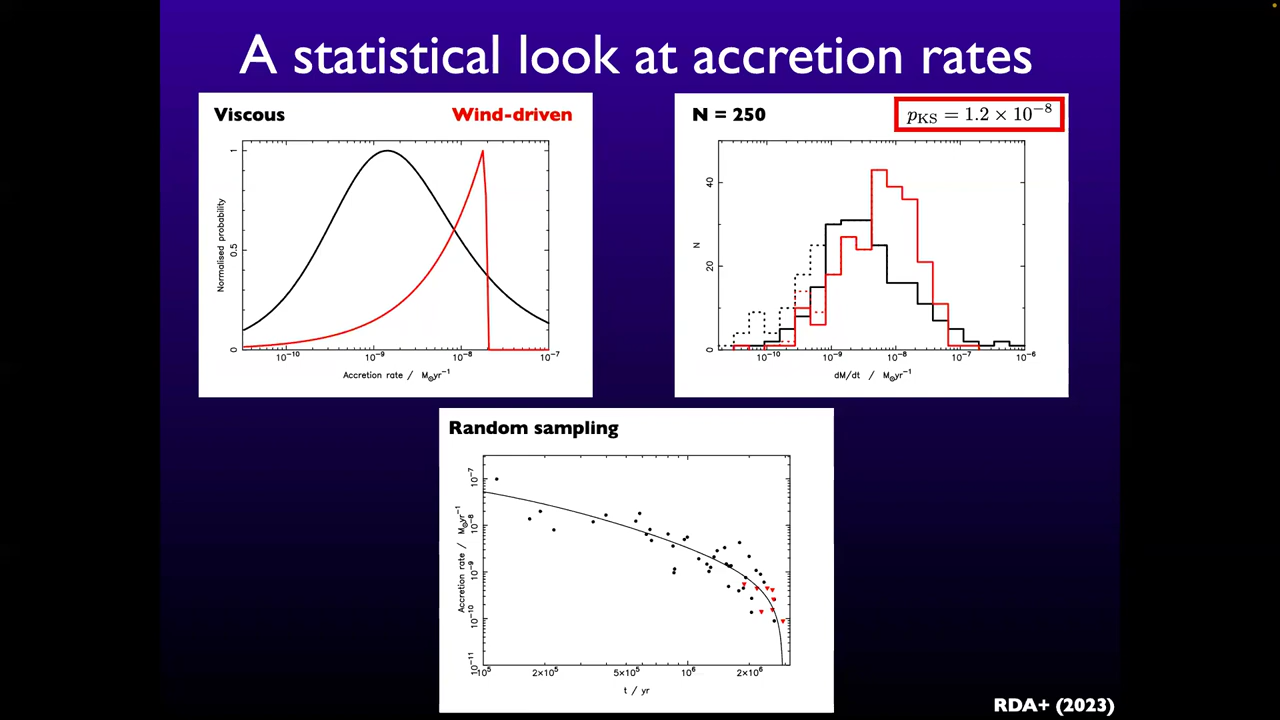 A statistical look at accretion rates
Viscous
Wind-driven
Normalised probability
1
0.5
0
10⁻¹⁰
10⁻⁹
10⁻⁸
10⁻⁷
Accretion rate / M⊙yr⁻¹
N = 250
pKS = 1.2 × 10⁻⁸
N
40
20
0
10⁻¹⁰
10⁻⁹
10⁻⁸
10⁻⁷
10⁻⁶
dM/dt / M⊙yr⁻¹
Random sampling
Accretion rate / M⊙yr⁻¹
10⁻⁷
10⁻⁸
10⁻⁹
10⁻¹⁰
10⁻¹¹
10⁵
2×10⁵
5×10⁵
10⁶
2×10⁶
t / yr
RDA+ (2023)